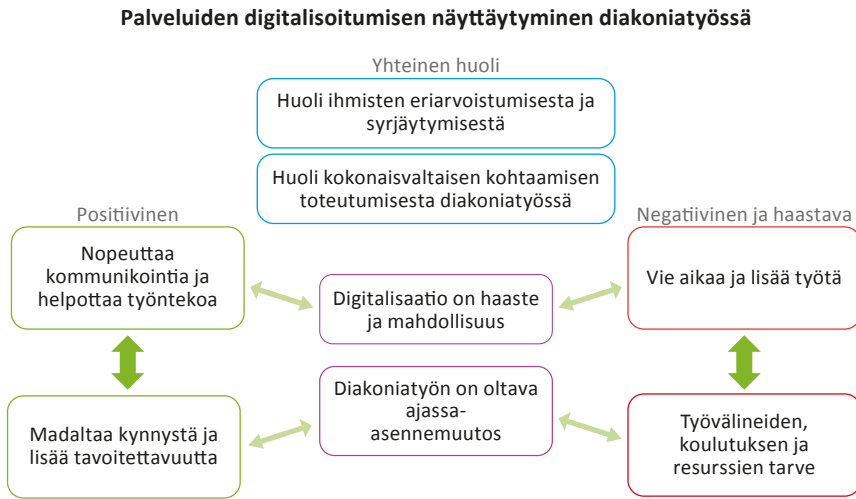 Palveluiden digitalisoitumisen näyttäytyminen diakoniatyössä
Yhteinen huoli
Huoli ihmisten eriarvoistumisesta ja
syrjäytymisestä
Huoli kokonaisvaltaisen kohtaamisen
toteutumisesta diakoniatyössä
Positiivinen
Nopeuttaa
kommunikointia ja
helpottaa työntekoa
Madaltaa kynnystä ja
lisää tavoitettavuutta
Digitalisaatio on haaste
ja mahdollisuus
Diakoniatyön on oltava
ajassa-
asennemuutos
Negatiivinen ja haastava
Vie aikaa ja lisää työtä
Työvälineiden,
koulutuksen ja
resurssien tarve